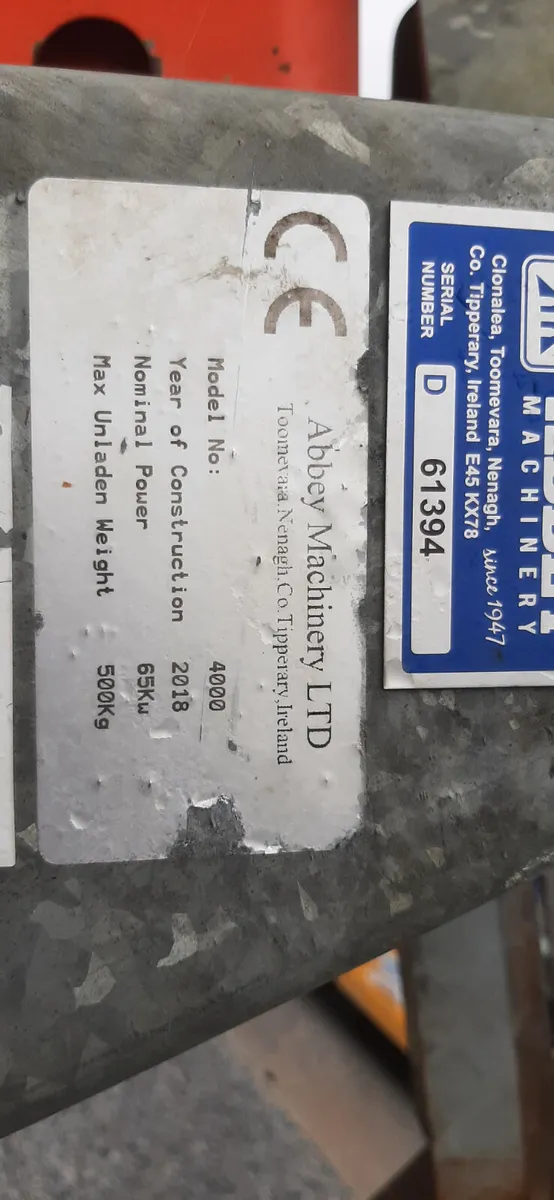 MACHINERY
since 1947
Clonalea, Toomevara, Nenagh,
Co. Tipperary, Ireland E45 KX78
SERIAL
NUMBER
D
61394
CE
Abbey Machinery LTD
Toomevara,Nenagh,Co.Tipperary,Ireland
Model No: 4000
Year of Construction 2018
Nominal Power 65Kw
Max Unladen Weight 500Kg